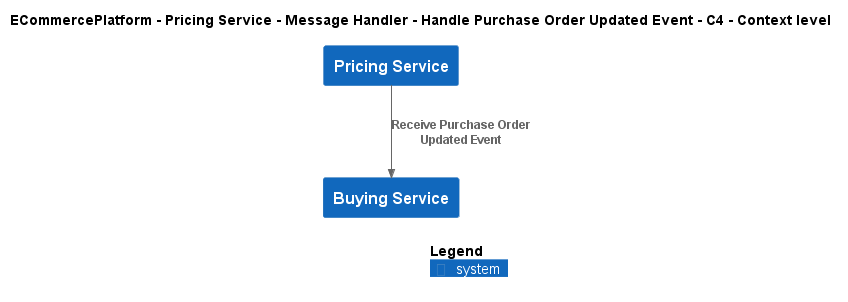 ECommercePlatform - Pricing Service - Message Handler - Handle Purchase Order Updated Event - C4 - Context level
Pricing Service
Receive Purchase Order
Updated Event
Buying Service
Legend
system